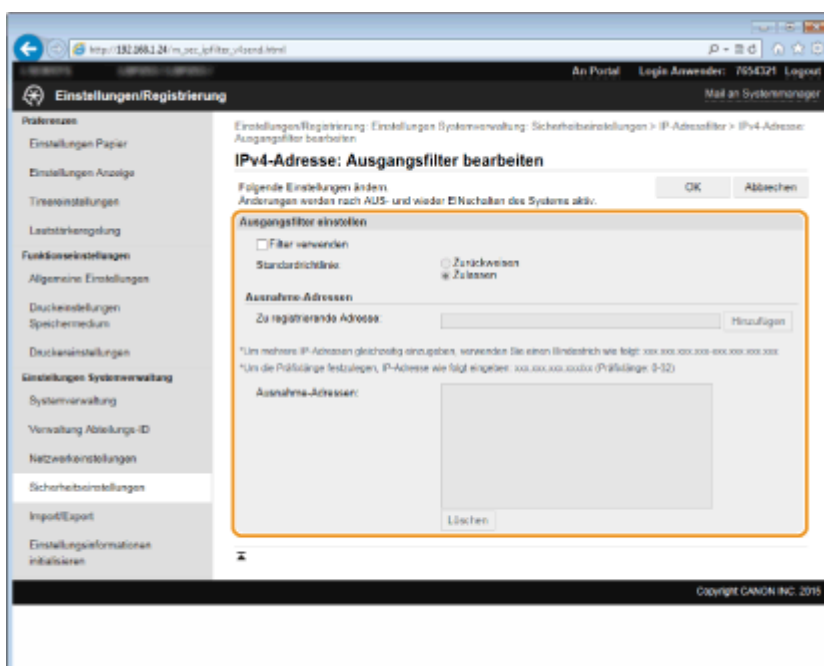 http://192.168.1.24/m_sec_ipfilter_v4send.html
An Portal Login Anwender: 7654321 Logout
Einstellungen/Registrierung
Mail an Systemmanager
Präferenzen
Einstellungen Papier
Einstellungen Anzeige
Timereinstellungen
Lautstärkeregelung
Funktionseinstellungen
Allgemeine Einstellungen
Druckeinstellungen
Speichermedium
Druckereinstellungen
Einstellungen Systemverwaltung
Systemverwaltung
Verwaltung Abteilungs-ID
Netzwerkeinstellungen
Sicherheitseinstellungen
Import/Export
Einstellungsinformationen
initialisieren
Einstellungen/Registrierung: Einstellungen Systemverwaltung: Sicherheitseinstellungen > IP-Adressfilter > IPv4-Adresse:
Ausgangsfilter bearbeiten
IPv4-Adresse: Ausgangsfilter bearbeiten
Folgende Einstellungen ändern.
Änderungen werden nach AUS- und wieder EINschalten des Systems aktiv.
OK Abbrechen
Ausgangsfilter einstellen
Filter verwenden
Standardrichtlinie:
Zurückweisen
Zulassen
Ausnahme-Adressen
Zu registrierende Adresse:
Hinzufügen
*Um mehrere IP-Adressen gleichzeitig einzugeben, verwenden Sie einen Bindestrich wie folgt: xxx.xxx.xxx.xxx-xxx.xxx.xxx.xxx
*Um die Präfixlänge festzulegen, IP-Adresse wie folgt eingeben: xxx.xxx.xxx.xxx/xx (Präfixlänge: 0-32)
Ausnahme-Adressen:
Löschen
Copyright CANON INC. 2015